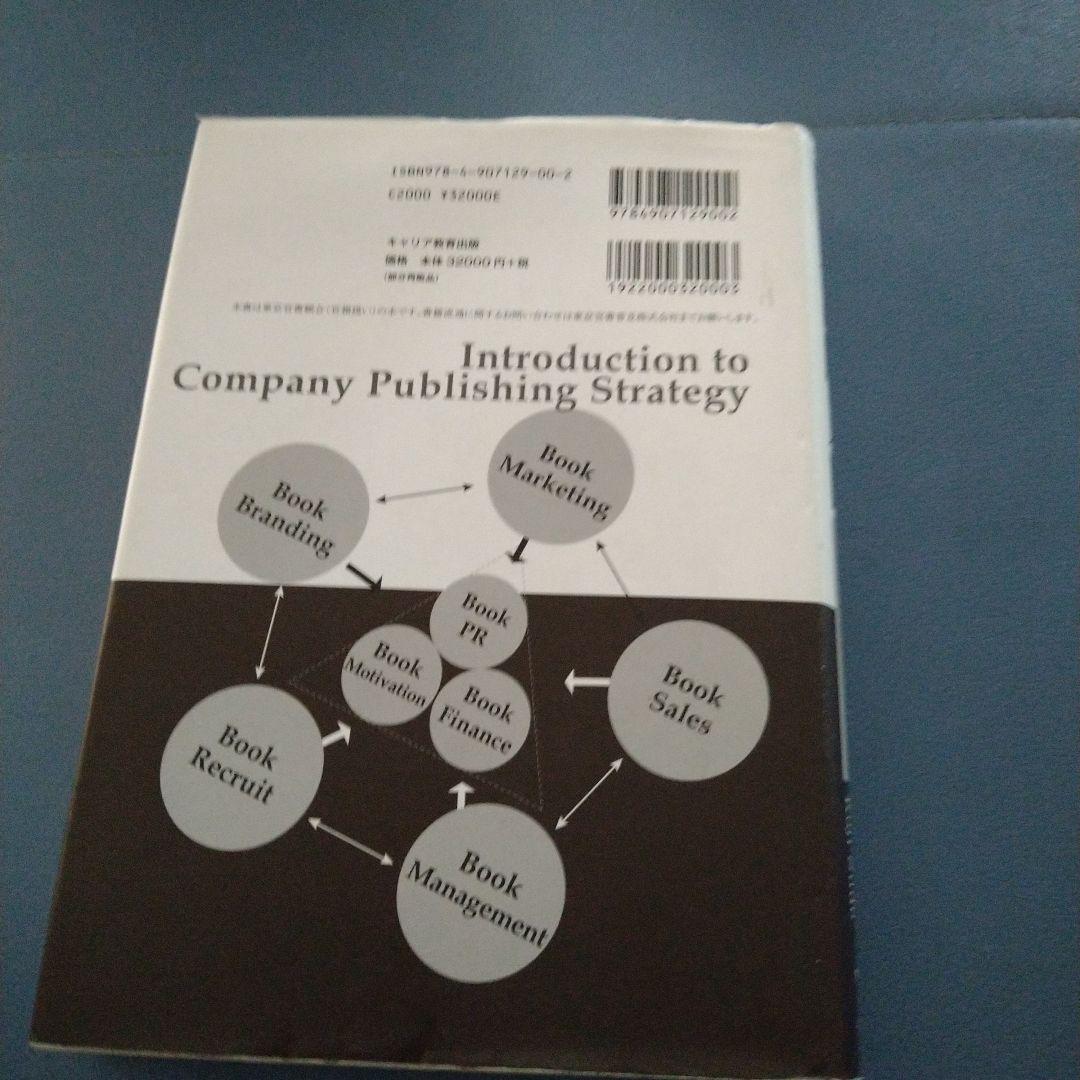 ISBN978-4-907129-00-2
C2000 ¥32000E
9784907129002
キャリア教育出版
価格 本体32000円+税
1922000320003
Introduction to
Company Publishing Strategy
Book
Marketing
Book
Branding
Book
PR
Book
Motivation
Book
Finance
Book
Sales
Book
Recruit
Book
Management